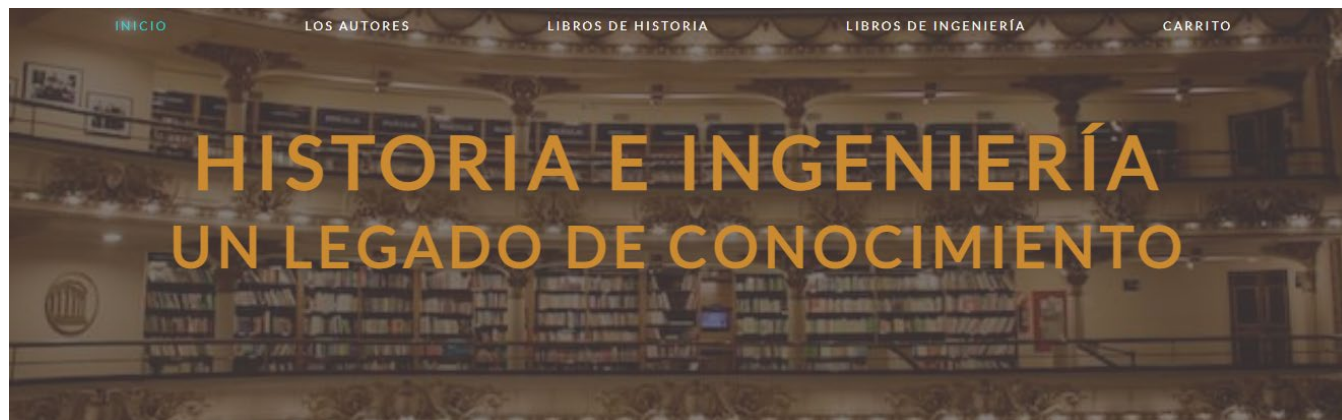 INICIO LOS AUTORES LIBROS DE HISTORIA LIBROS DE INGENIERÍA CARRITO
HISTORIA E INGENIERÍA
UN LEGADO DE CONOCIMIENTO